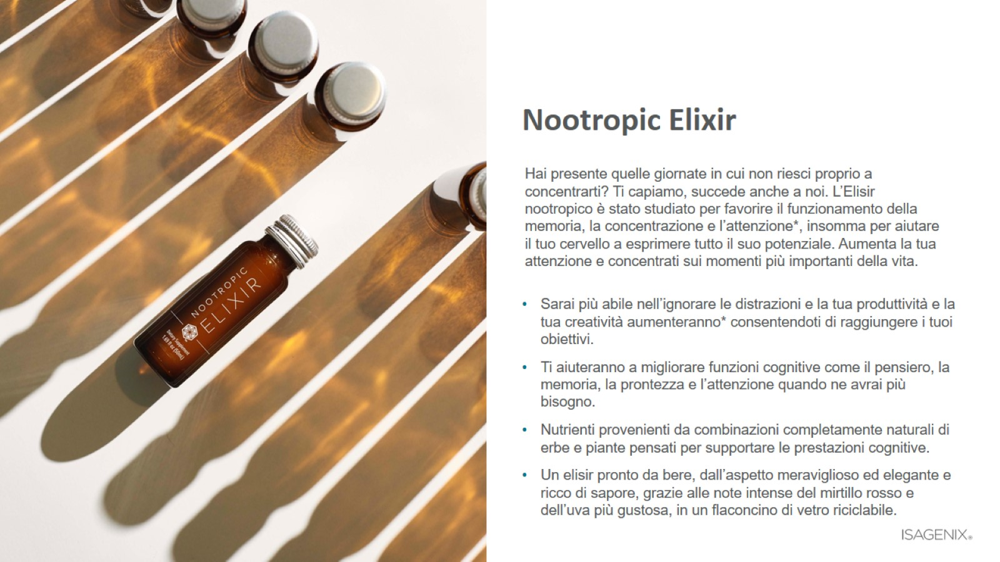 NOOTROPIC
ELIXIR
Dietary Supplement
1.69 fl oz (50mL)
Nootropic Elixir
Hai presente quelle giornate in cui non riesci proprio a
concentrarti? Ti capiamo, succede anche a noi. L’Elisir
nootropico è stato studiato per favorire il funzionamento della
memoria, la concentrazione e l’attenzione*, insomma per aiutare
il tuo cervello a esprimere tutto il suo potenziale. Aumenta la tua
attenzione e concentrati sui momenti più importanti della vita.
• Sarai più abile nell’ignorare le distrazioni e la tua produttività e la
tua creatività aumenteranno* consentendoti di raggiungere i tuoi
obiettivi.
• Ti aiuteranno a migliorare funzioni cognitive come il pensiero, la
memoria, la prontezza e l’attenzione quando ne avrai più
bisogno.
• Nutrienti provenienti da combinazioni completamente naturali di
erbe e piante pensati per supportare le prestazioni cognitive.
• Un elisir pronto da bere, dall’aspetto meraviglioso ed elegante e
ricco di sapore, grazie alle note intense del mirtillo rosso e
dell’uva più gustosa, in un flaconcino di vetro riciclabile.
ISAGENIX®